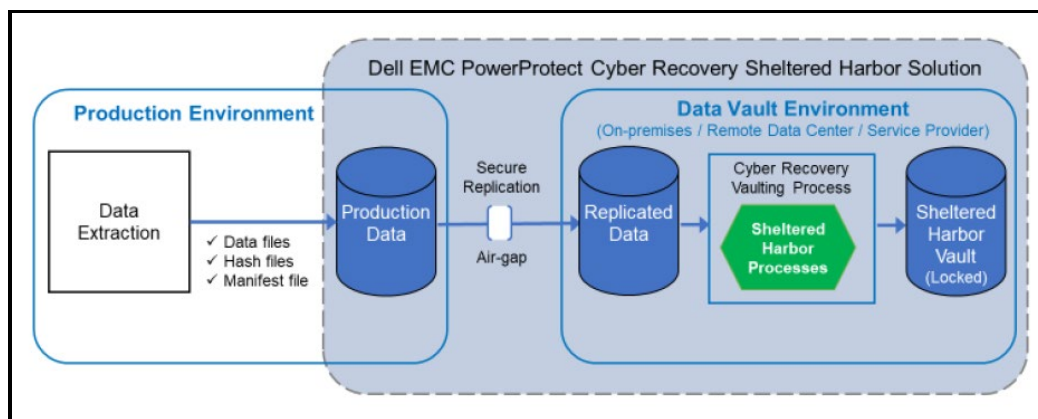 Dell EMC PowerProtect Cyber Recovery Sheltered Harbor Solution
Production Environment
Data Extraction
✓ Data files
✓ Hash files
✓ Manifest file
Production
Data
Secure
Replication
Air-gap
Data Vault Environment
(On-premises / Remote Data Center / Service Provider)
Replicated
Data
Cyber Recovery
Vaulting Process
Sheltered
Harbor
Processes
Sheltered
Harbor
Vault
(Locked)